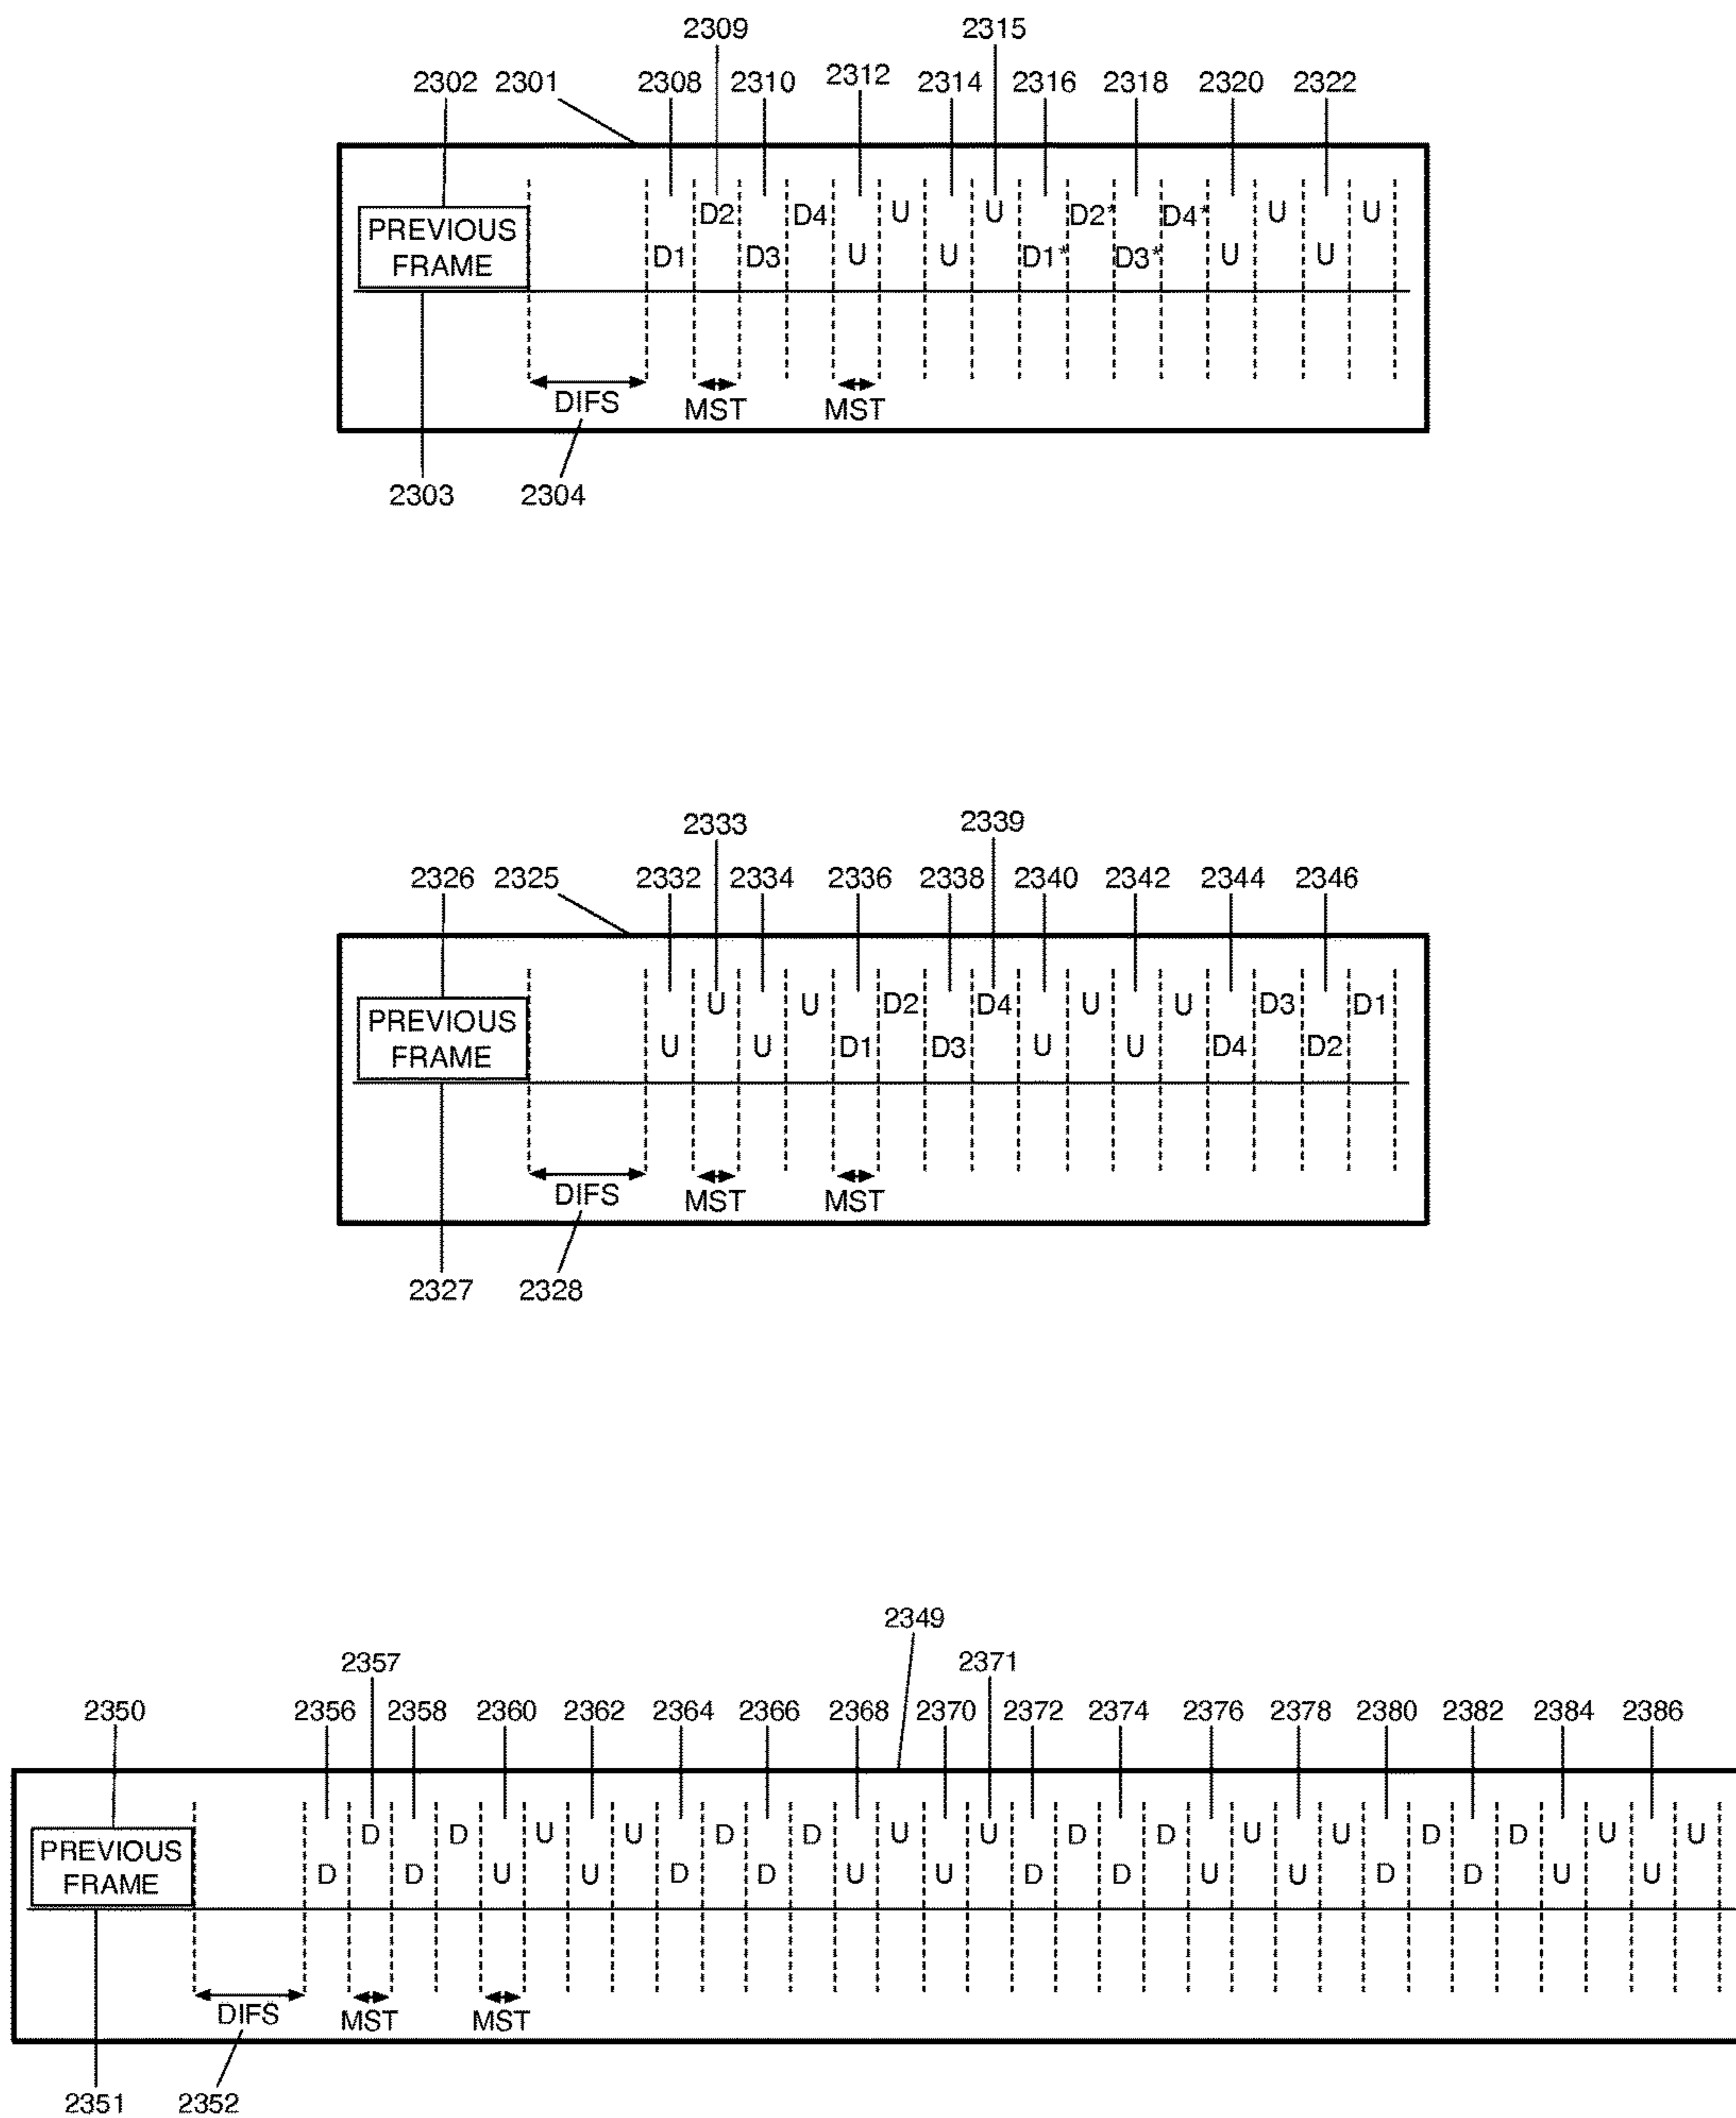 2309 2315
2302 2301 2308 2310 2312 2314 2316 2318 2320 2322
D2 D4 U U D2* D4* U U
PREVIOUS
FRAME
D1 D3 U U D1* D3* U U
DIFS MST MST
2303 2304
2333 2339
2326 2325 2332 2334 2336 2338 2340 2342 2344 2346
U U D2 D4 U U D3 D1
PREVIOUS
FRAME
U U D1 D3 U U D4 D2
DIFS MST MST
2327 2328
2349
2357 2371
2350 2356 2358 2360 2362 2364 2366 2368 2370 2372 2374 2376 2378 2380 2382 2384 2386
D D U U D D U U D D U U D D U U
PREVIOUS
FRAME
D D U U D D U U D D U U D D U U
DIFS MST MST
2351 2352